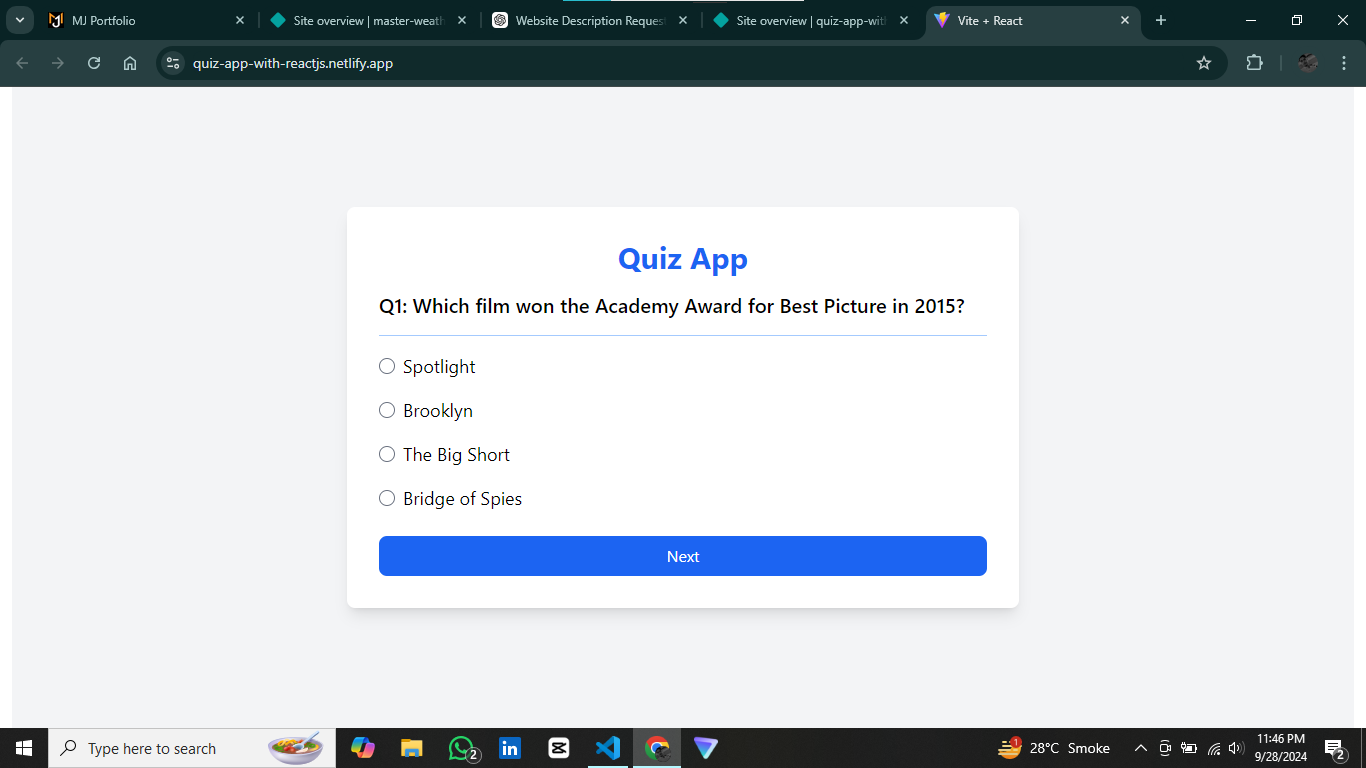 MJ Portfolio
Site overview | master-weath
Website Description Request
Site overview | quiz-app-with
Vite + React
quiz-app-with-reactjs.netlify.app
Quiz App
Q1: Which film won the Academy Award for Best Picture in 2015?
Spotlight
Brooklyn
The Big Short
Bridge of Spies
Next
Type here to search
2
1
28°C Smoke
11:46 PM
9/28/2024
2